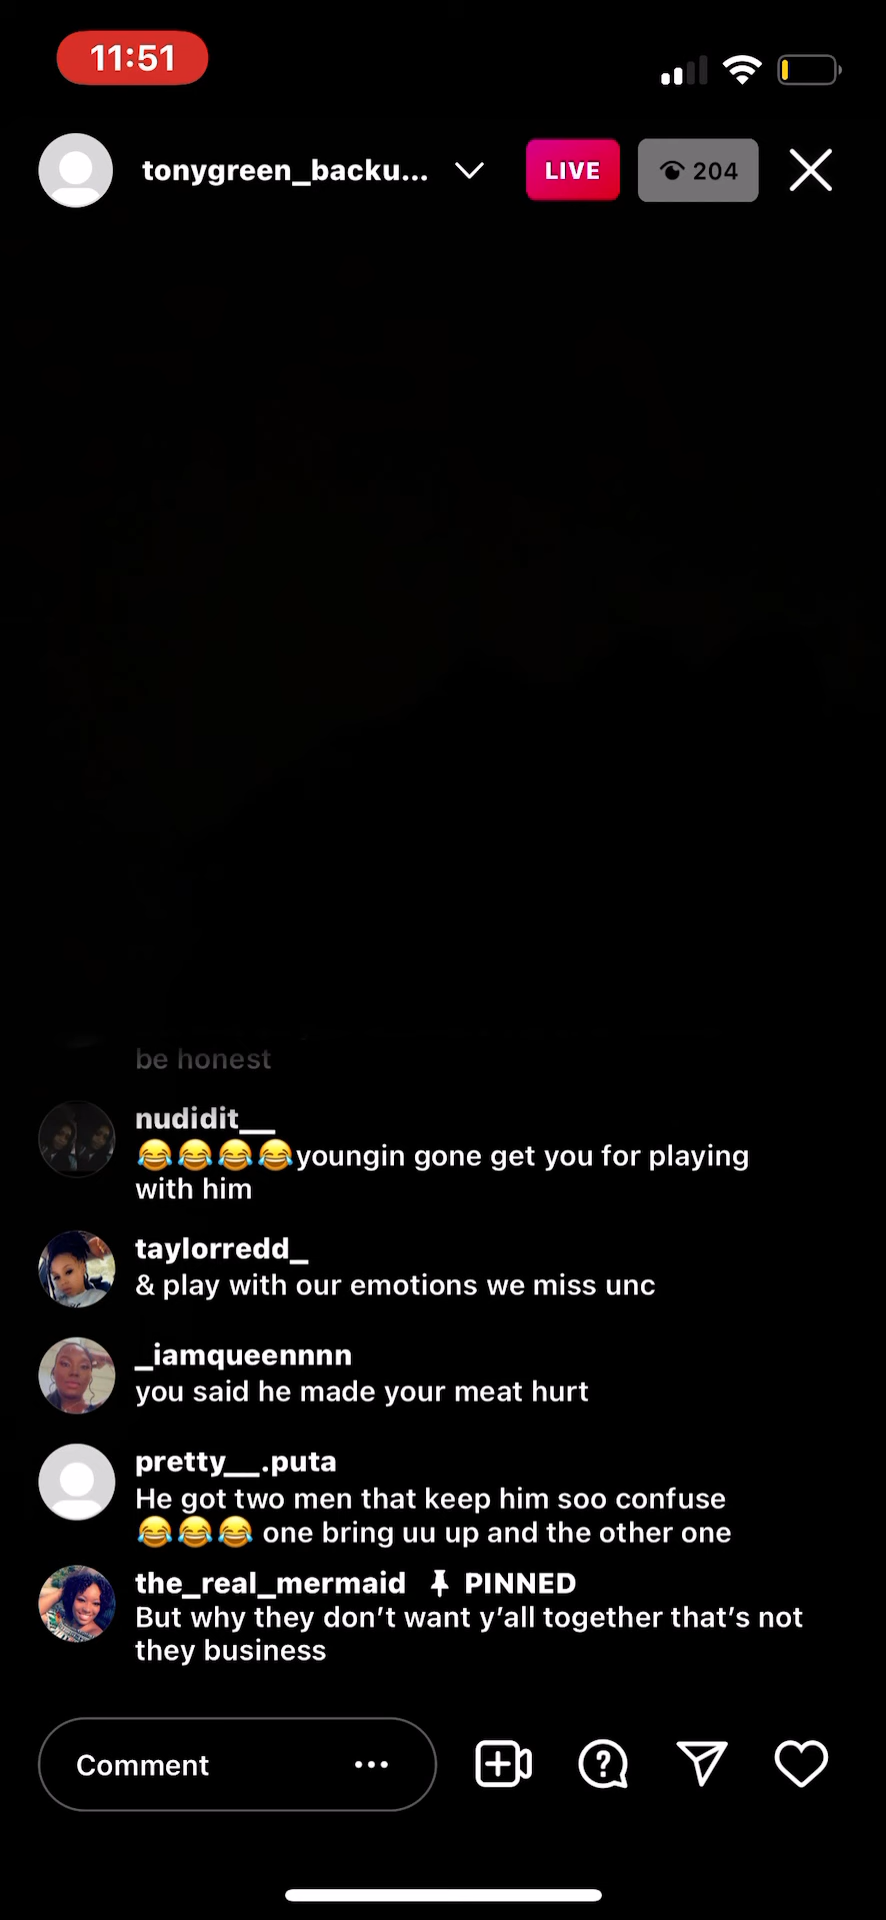 11:51
tonygreen_backu...
LIVE
204
be honest
nudidit__
😂😂😂😂youngin gone get you for playing
with him
taylorredd_
& play with our emotions we miss unc
_iamqueennnn
you said he made your meat hurt
pretty__.puta
He got two men that keep him soo confuse
😂😂😂 one bring uu up and the other one
the_real_mermaid PINNED
But why they don’t want y’all together that’s not
they business
Comment